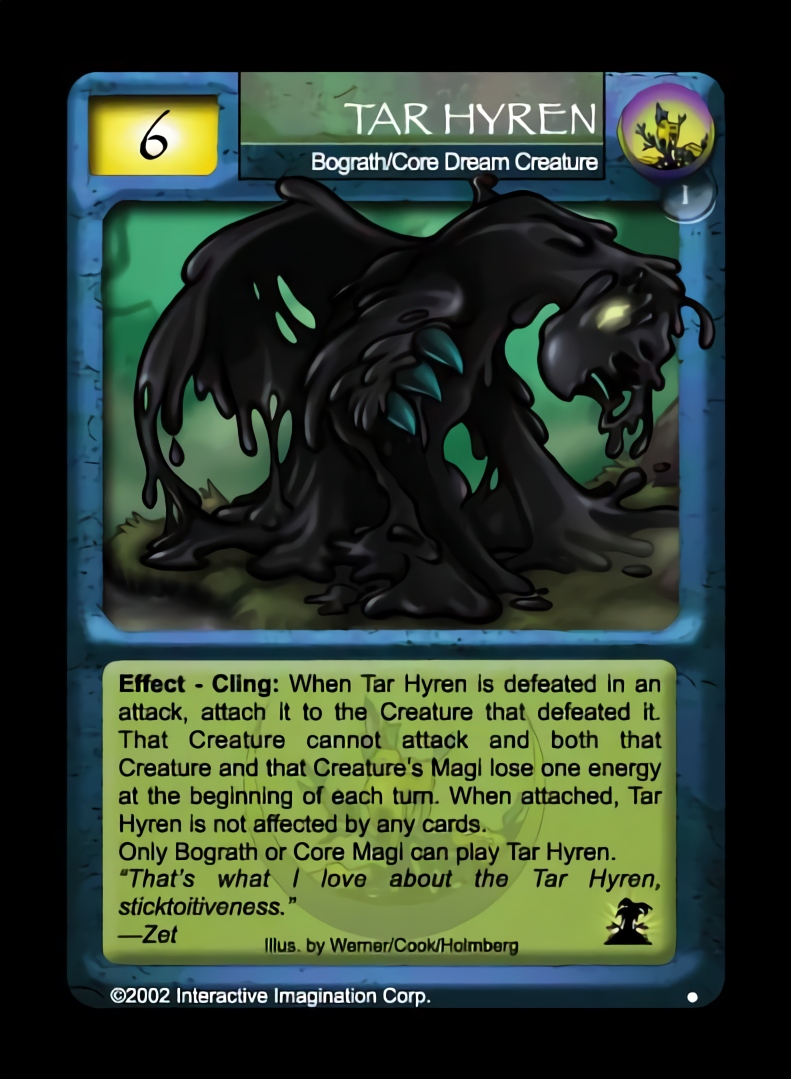 6
TAR HYREN
Bograth/Core Dream Creature
1
Effect - Cling: When Tar Hyren is defeated in an
attack, attach it to the Creature that defeated it.
That Creature cannot attack and both that
Creature and that Creature's Magi lose one energy
at the beginning of each turn. When attached, Tar
Hyren is not affected by any cards.
Only Bograth or Core Magi can play Tar Hyren.
"That's what I love about the Tar Hyren,
sticktoitiveness."
—Zet
Illus. by Werner/Cook/Holmberg
©2002 Interactive Imagination Corp.